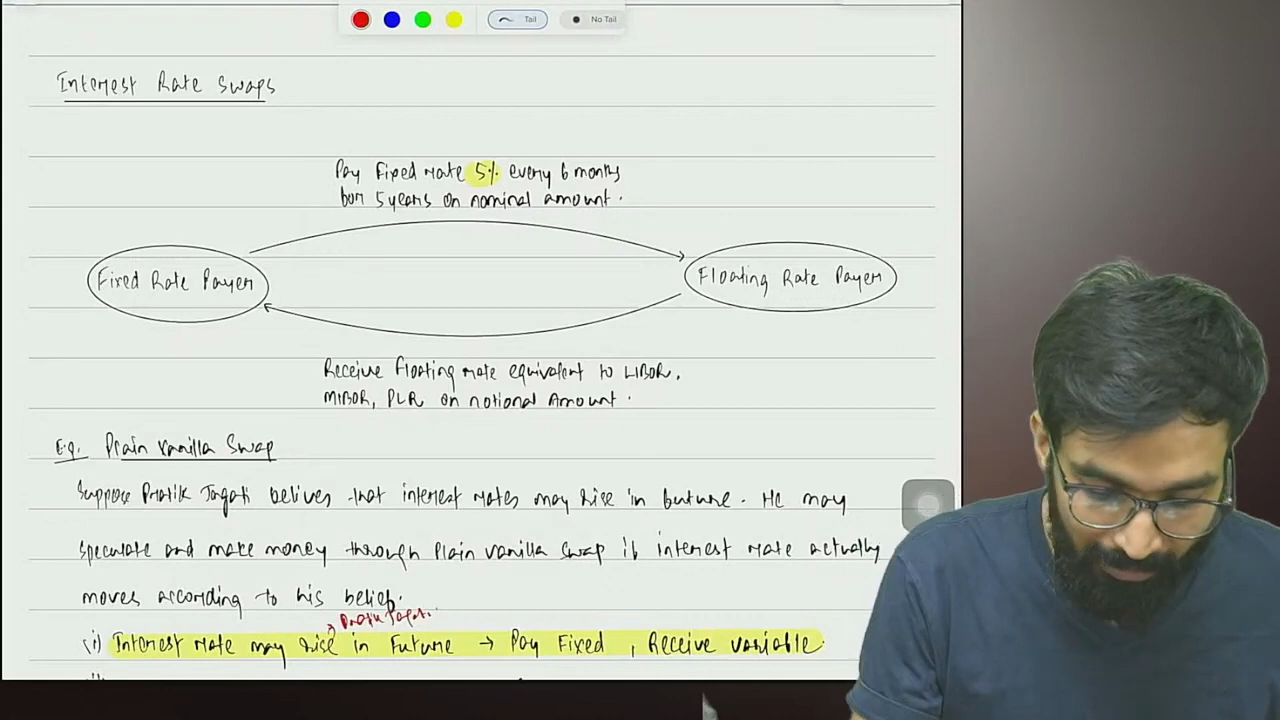 Tail
No Tail
Interest Rate Swaps
Pay Fixed rate 5% every 6 months
for 5 years on nominal amount.
Fixed Rate Payer
Floating Rate Payer
Receive Floating rate equivalent to LIBOR,
MIBOR, PLR on notional Amount.
E.g. Plain Vanilla Swap
Suppose Pratik Jagati belives that interest rates may rise in future. He may
speculate and make money through Plain vanilla swap if interest rate actually
moves according to his belief.
Pratik Jagati
(i) Interest rate may rise in Future → Pay Fixed, Receive variable.